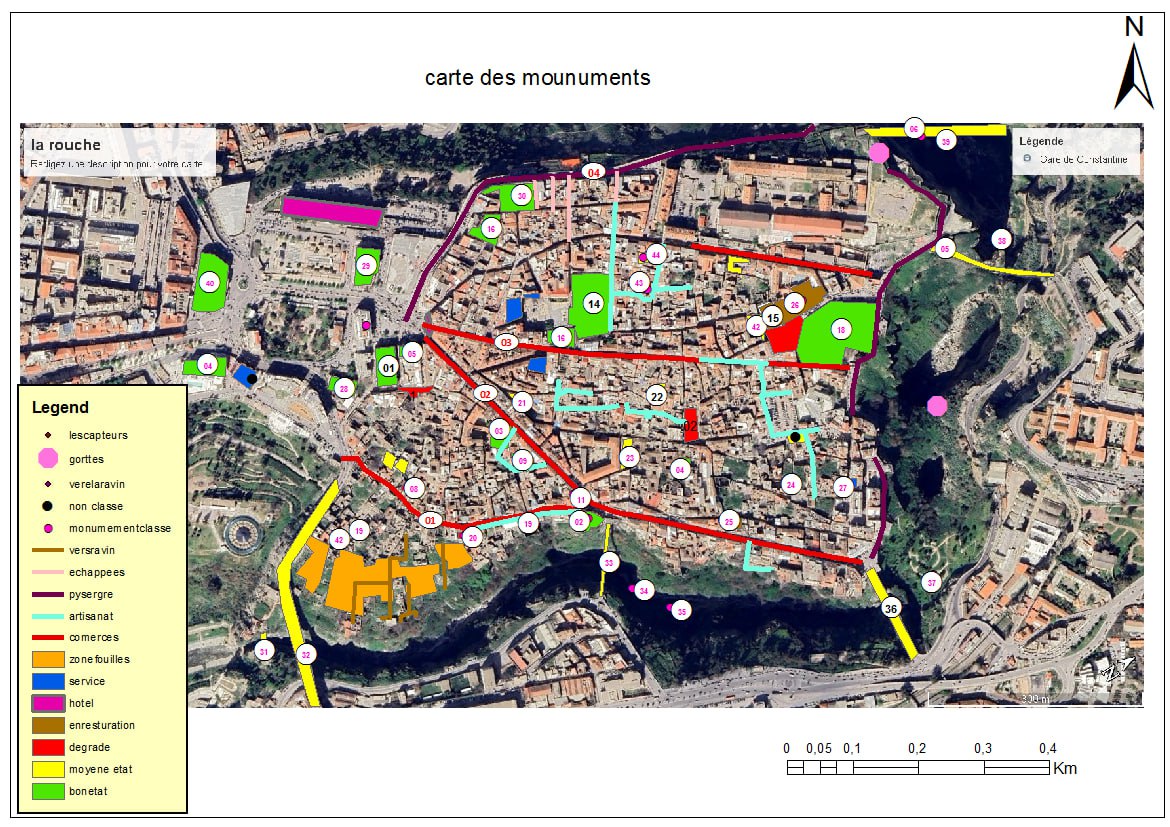 N
carte des mounuments
la rouche
Rédigez une description pour votre carte.
Légende
Gare de Constantine
06
39
04
30
16
44
05
38
29
40
43
14
26
15
42
18
03
16
05
01
04
28
02
21
22
02
03
23
04
09
08
24
27
11
01
02
19
25
20
19
42
33
34
35
37
36
31
32
300 m
Legend
lescapteurs
gorttes
verelaravin
non classe
monumentclasse
versravin
echappees
pysergre
artisanat
comerces
zonefouilles
service
hotel
enresturation
degrade
moyene etat
bonetat
0 0,05 0,1 0,2 0,3 0,4
Km